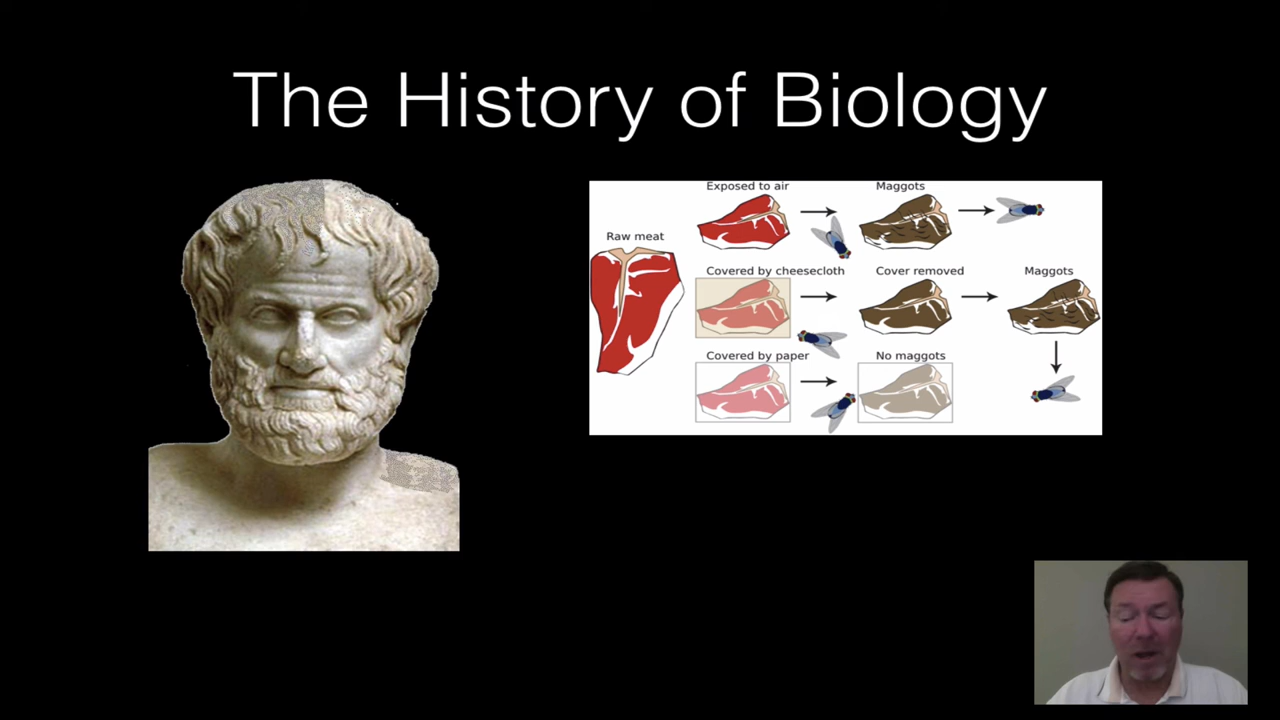 The History of Biology
Raw meat
Exposed to air
Maggots
Covered by cheesecloth
Cover removed
Maggots
Covered by paper
No maggots